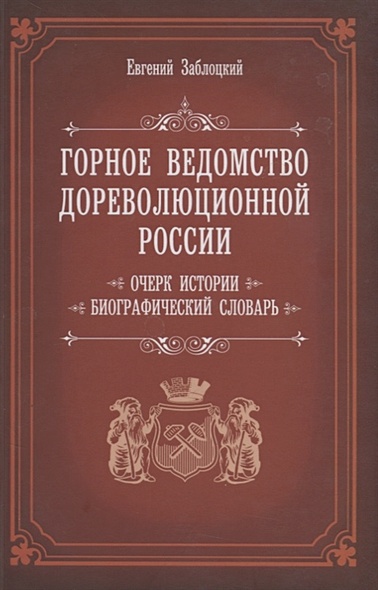 Евгений Заблоцкий
ГОРНОЕ ВЕДОМСТВО
ДОРЕВОЛЮЦИОННОЙ
РОССИИ
ОЧЕРК ИСТОРИИ
БИОГРАФИЧЕСКИЙ СЛОВАРЬ